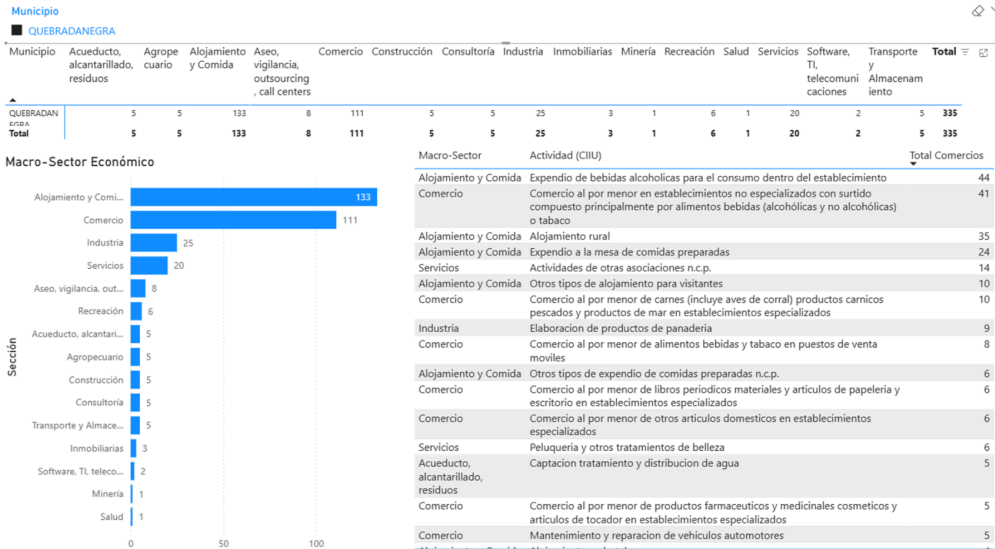 Municipio
QUEBRADANEGRA
Municipio
Acueducto,
alcantarillado,
residuos
Agrope
cuario
Alojamiento
y Comida
Aseo,
vigilancia,
outsourcing
, call centers
Comercio
Construcción
Consultoría
Industria
Inmobiliarias
Minería
Recreación
Salud
Servicios
Software,
TI,
telecomuni
caciones
Transporte
y
Almacenam
iento
Total
QUEBRADAN
EGRA
5 5 133 8 111 5 5 25 3 1 6 1 20 2 5 335
Total 5 5 133 8 111 5 5 25 3 1 6 1 20 2 5 335
Macro-Sector Económico
Sección
Alojamiento y Comi... 133
Comercio 111
Industria 25
Servicios 20
Aseo, vigilancia, out... 8
Recreación 6
Acueducto, alcantari... 5
Agropecuario 5
Construcción 5
Consultoría 5
Transporte y Almace... 5
Inmobiliarias 3
Software, TI, teleco... 2
Minería 1
Salud 1
0 50 100
Macro-Sector Actividad (CIIU) Total Comercios
Alojamiento y Comida Expendio de bebidas alcoholicas para el consumo dentro del establecimiento 44
Comercio Comercio al por menor en establecimientos no especializados con surtido 41
compuesto principalmente por alimentos bebidas (alcohólicas y no alcohólicas)
o tabaco
Alojamiento y Comida Alojamiento rural 35
Alojamiento y Comida Expendio a la mesa de comidas preparadas 24
Servicios Actividades de otras asociaciones n.c.p. 14
Alojamiento y Comida Otros tipos de alojamiento para visitantes 10
Comercio Comercio al por menor de carnes (incluye aves de corral) productos carnicos 10
pescados y productos de mar en establecimientos especializados
Industria Elaboracion de productos de panaderia 9
Comercio Comercio al por menor de alimentos bebidas y tabaco en puestos de venta 8
moviles
Alojamiento y Comida Otros tipos de expendio de comidas preparadas n.c.p. 6
Comercio Comercio al por menor de libros periodicos materiales y articulos de papeleria y 6
escritorio en establecimientos especializados
Comercio Comercio al por menor de otros articulos domesticos en establecimientos 6
especializados
Servicios Peluqueria y otros tratamientos de belleza 6
Acueducto, Captacion tratamiento y distribucion de agua 5
alcantarillado,
residuos
Comercio Comercio al por menor de productos farmaceuticos y medicinales cosmeticos y 5
articulos de tocador en establecimientos especializados
Comercio Mantenimiento y reparacion de vehiculos automotores 5